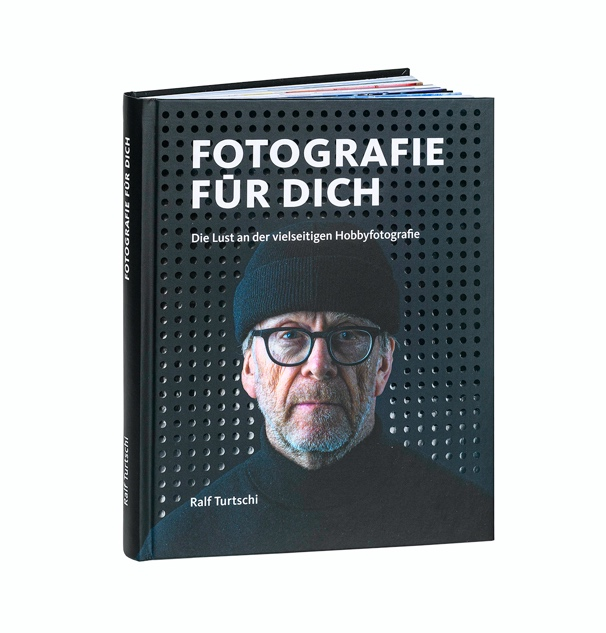 FOTOGRAFIE
FÜR DICH
Die Lust an der vielseitigen Hobbyfotografie
Ralf Turtschi
FOTOGRAFIE FÜR DICH
Ralf Turtschi